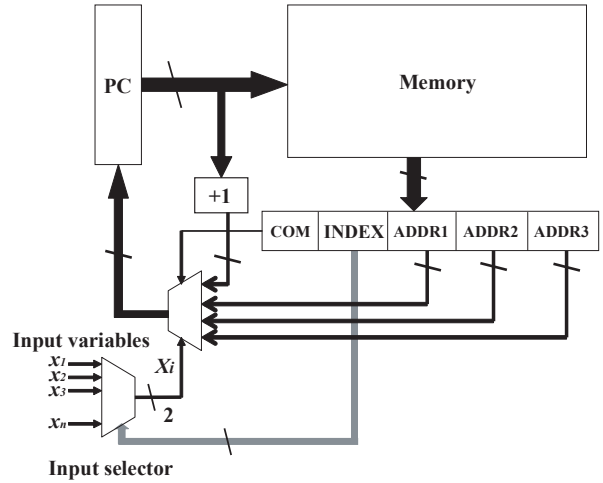 PC
Memory
+1
COM INDEX ADDR1 ADDR2 ADDR3
Input variables
x1
x2
x3
xn
Xi
2
Input selector